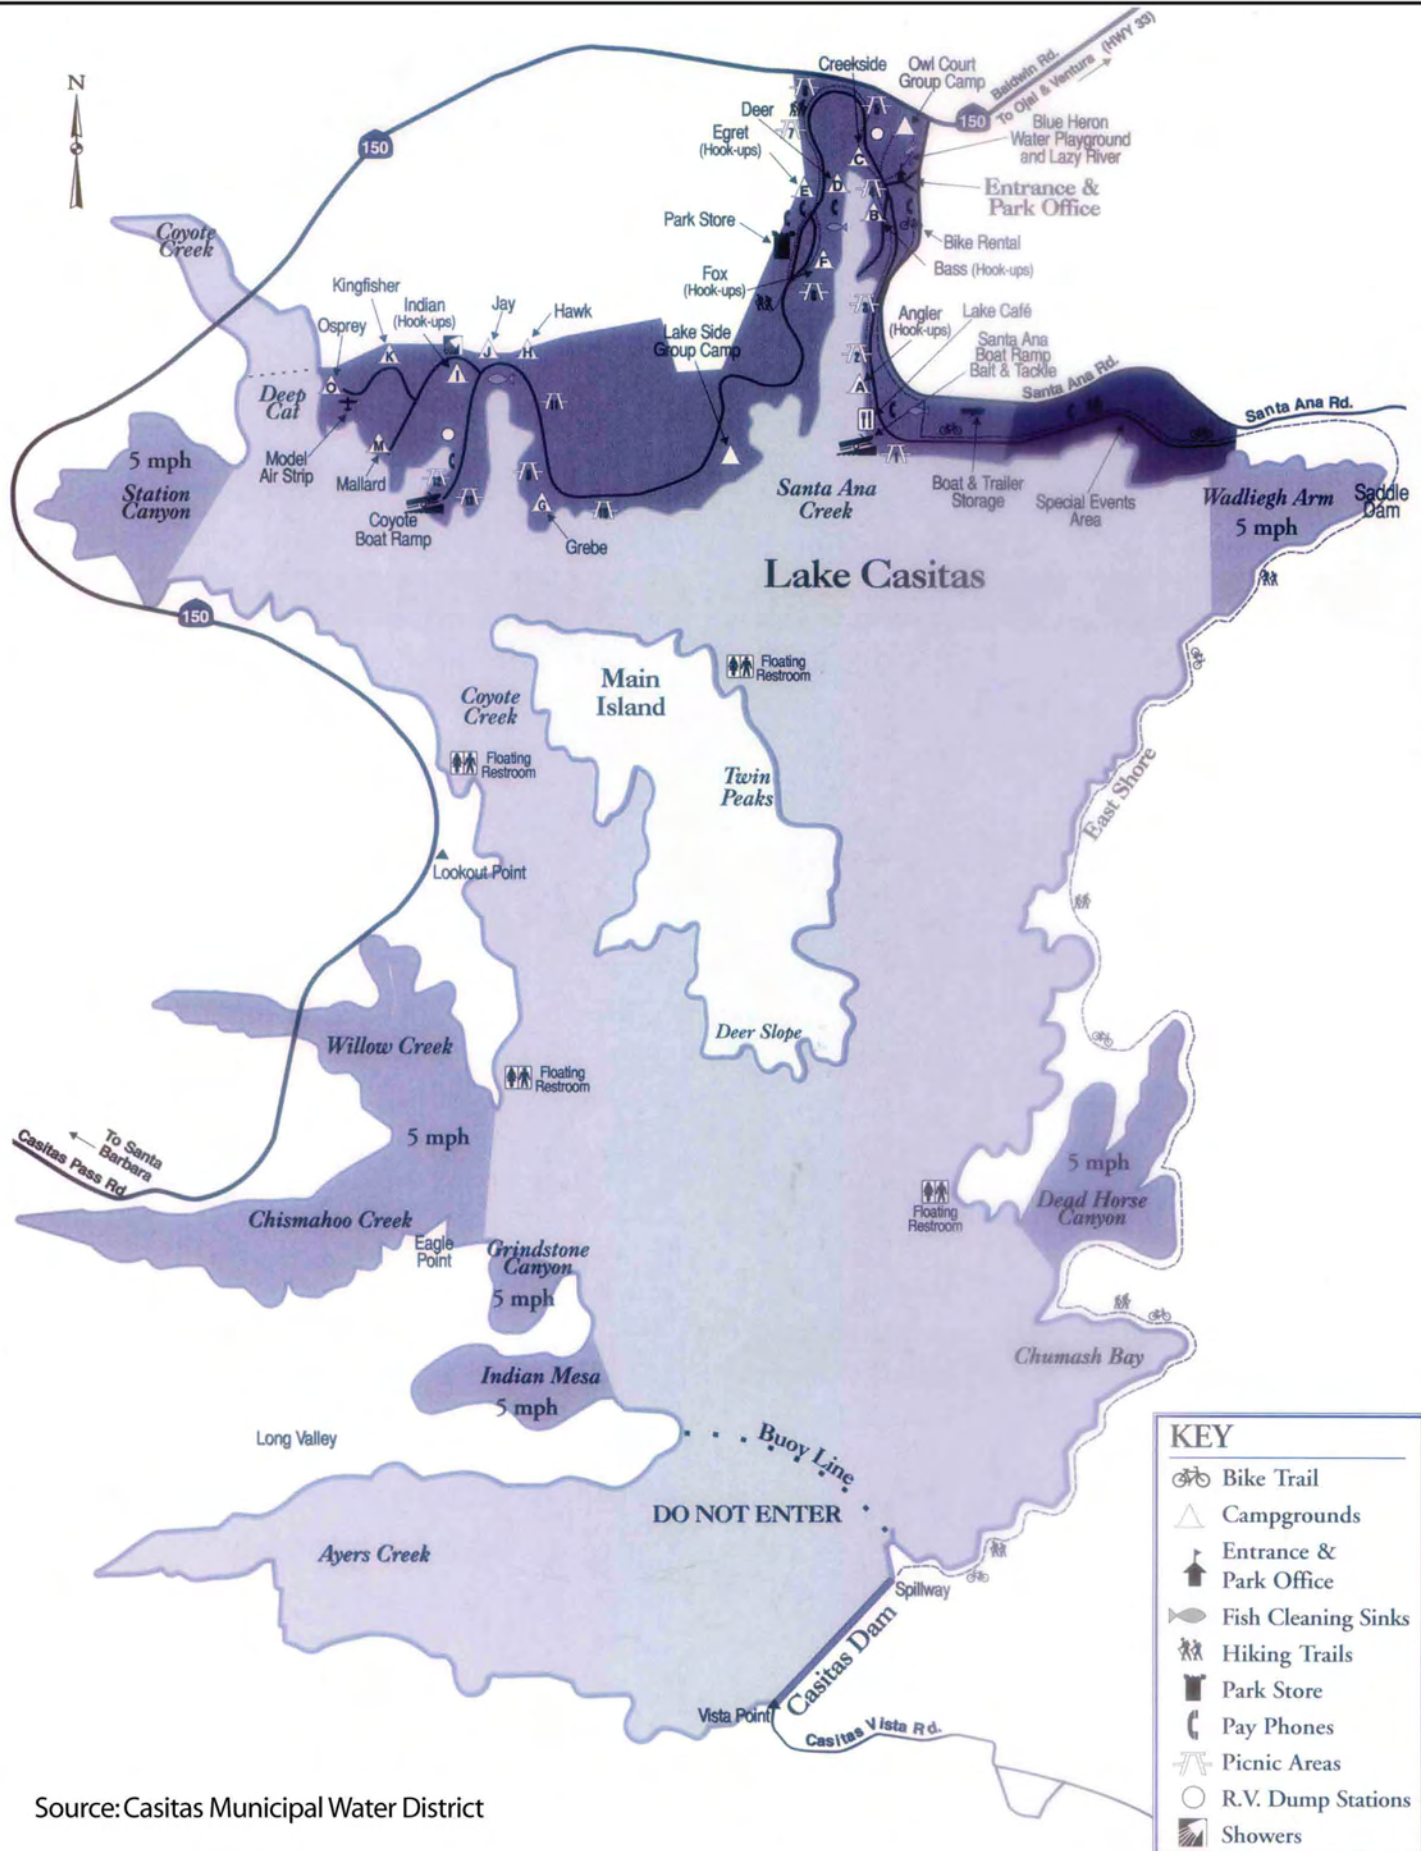 N
Creekside
Owl Court
Group Camp
Baldwin Rd.
To Ojai & Ventura (HWY 33)
150
150
Deer
Egret
(Hook-ups)
Blue Heron
Water Playground
and Lazy River
Entrance &
Park Office
Park Store
Bike Rental
Bass (Hook-ups)
Coyote
Creek
Kingfisher
Indian
(Hook-ups)
Jay
Hawk
Osprey
Fox
(Hook-ups)
Lake Side
Group Camp
Angler
(Hook-ups)
Lake Café
Santa Ana
Boat Ramp
Bait & Tackle
Santa Ana Rd.
Santa Ana Rd.
C
E
D
B
F
A
K
J
H
I
O
M
G
Deep
Cat
Model
Air Strip
Mallard
Coyote
Boat Ramp
Grebe
5 mph
Station
Canyon
Santa Ana
Creek
Boat & Trailer
Storage
Special Events
Area
Wadliegh Arm
5 mph
Saddle
Dam
Lake Casitas
150
Main
Island
Floating
Restroom
Coyote
Creek
Floating
Restroom
Twin
Peaks
East Shore
Lookout Point
Deer Slope
Willow Creek
Floating
Restroom
5 mph
To Santa
Barbara
Casitas Pass Rd
Chismahoo Creek
Eagle
Point
Grindstone
Canyon
5 mph
5 mph
Dead Horse
Canyon
Floating
Restroom
Chumash Bay
Indian Mesa
5 mph
Long Valley
Buoy Line
DO NOT ENTER
Ayers Creek
Spillway
Casitas Dam
Vista Point
Casitas Vista Rd.
KEY
Bike Trail
Campgrounds
Entrance &
Park Office
Fish Cleaning Sinks
Hiking Trails
Park Store
Pay Phones
Picnic Areas
R.V. Dump Stations
Showers
Source: Casitas Municipal Water District